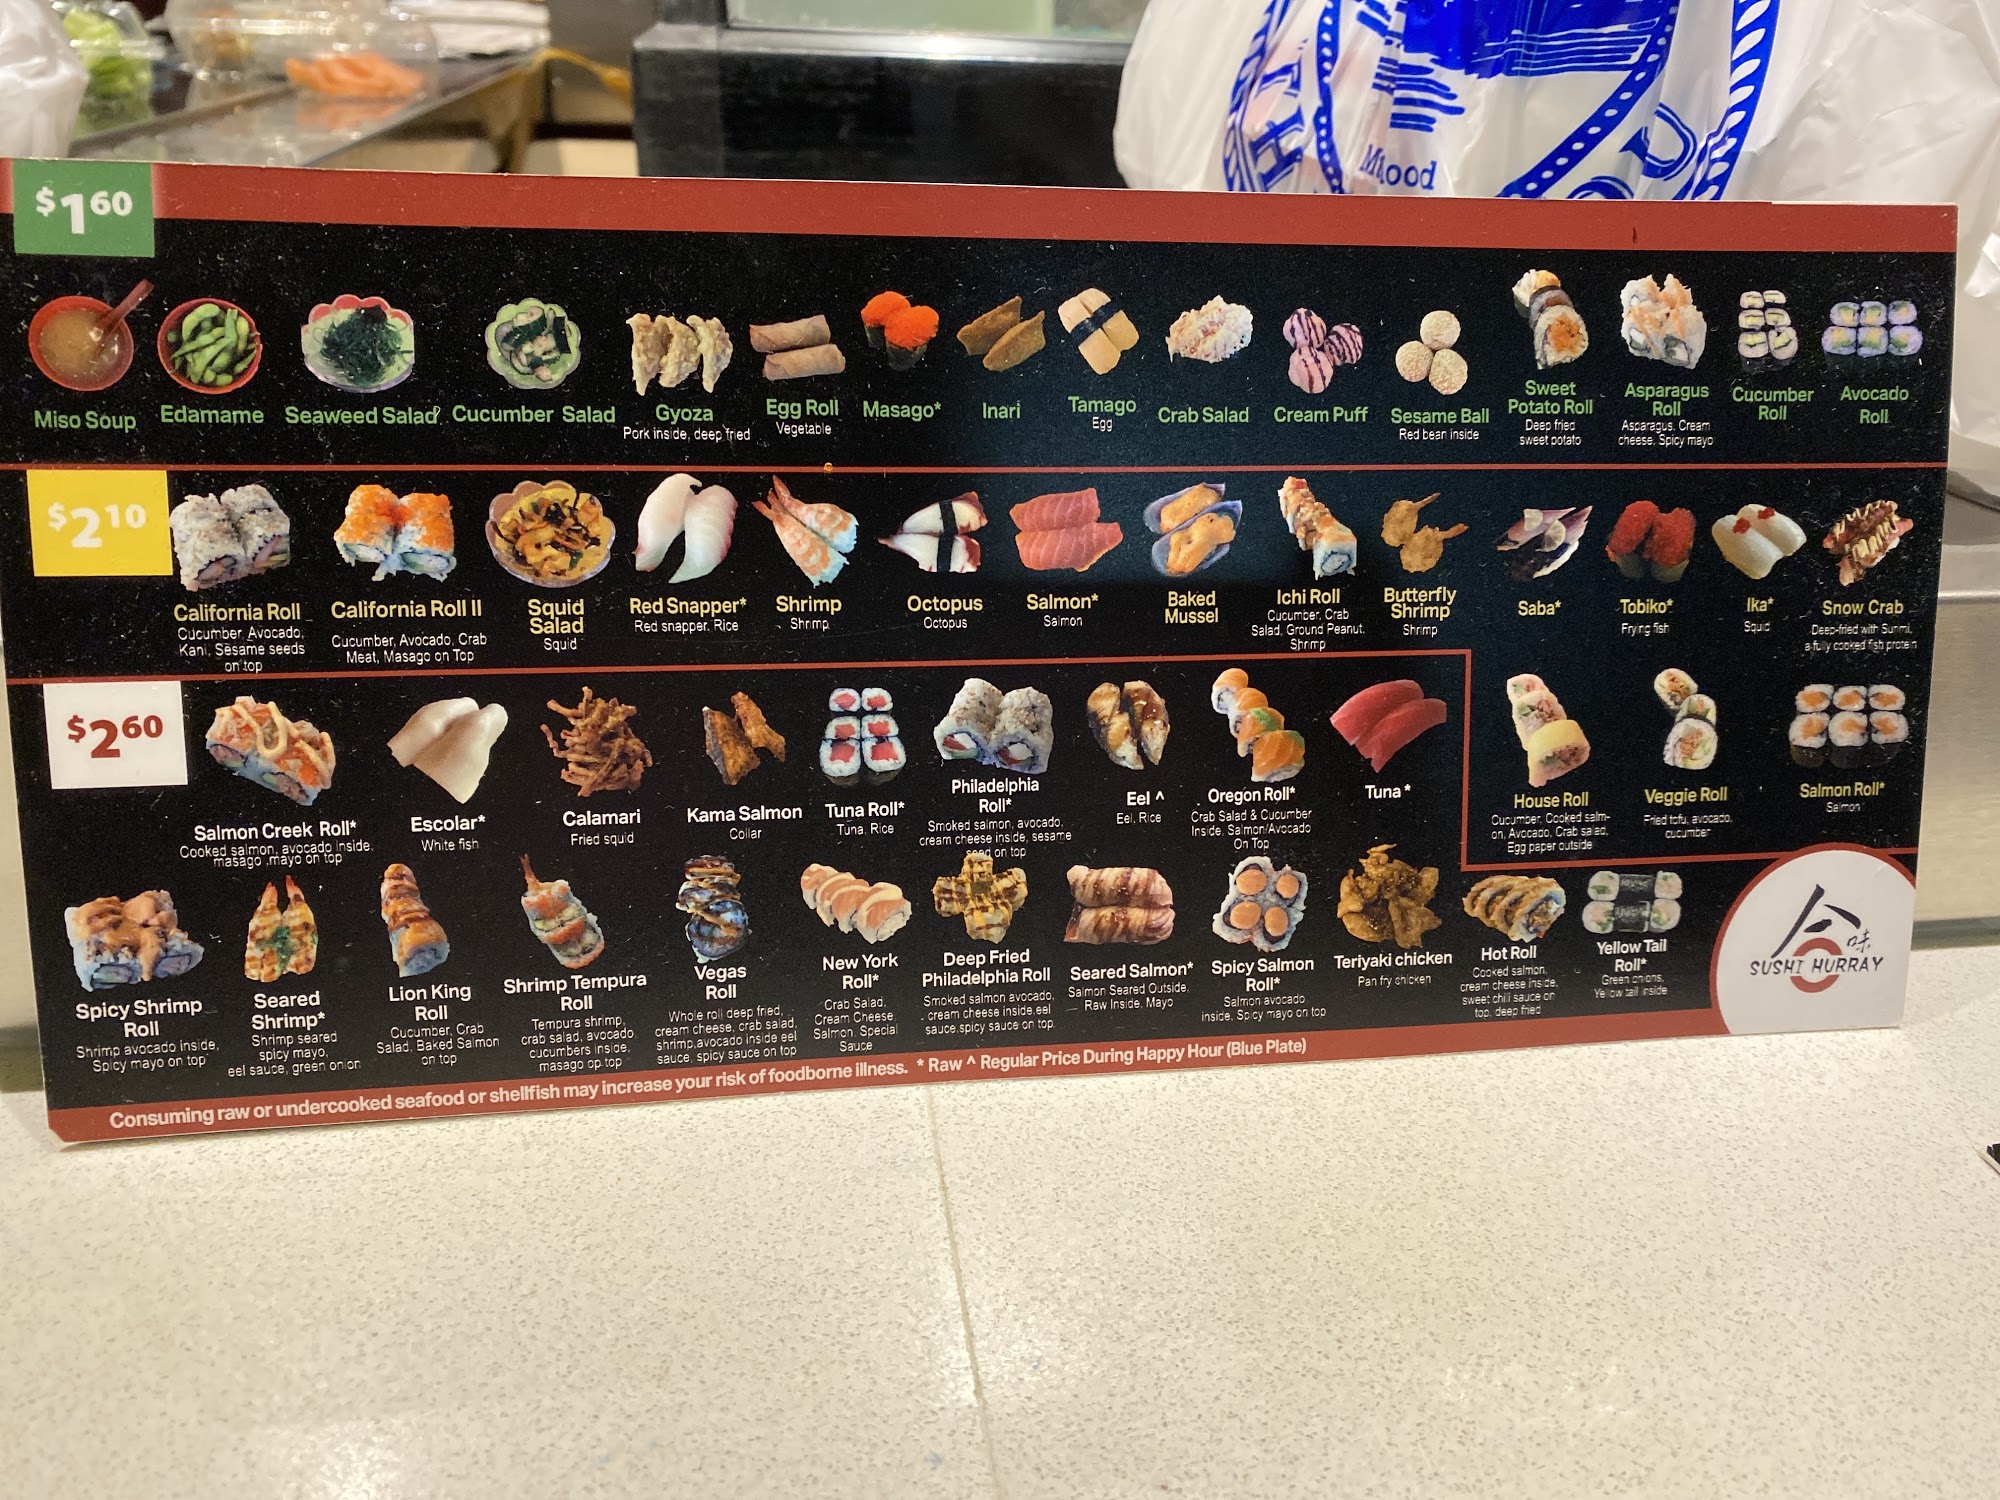 Mhood
$1 60
Miso Soup
Edamame
Seaweed Salad
Cucumber Salad
Gyoza
Pork inside, deep fried
Egg Roll
Vegetable
Masago*
Inari
Tamago
Egg
Crab Salad
Cream Puff
Sesame Ball
Red bean inside
Sweet
Potato Roll
Deep fried
sweet potato
Asparagus
Roll
Asparagus, Cream
cheese, Spicy mayo
Cucumber
Roll
Avocado
Roll
$2 10
California Roll
Cucumber, Avocado,
Kani, Sesame seeds
on top
California Roll II
Cucumber, Avocado, Crab
Meat, Masago on Top
Squid
Salad
Squid
Red Snapper*
Red snapper. Rice
Shrimp
Shrimp
Octopus
Octopus
Salmon*
Salmon
Baked
Mussel
Ichi Roll
Cucumber, Crab
Salad, Ground Peanut.
Shrimp
Butterfly
Shrimp
Shrimp
Saba*
Tobiko*
Frying fish
Ika*
Squid
Snow Crab
Deep-fried with Surimi,
a fully cooked fish protein
House Roll
Cucumber, Cooked salm-
on, Avocado, Crab salad,
Egg paper outside
Veggie Roll
Fried tofu, avocado,
cucumber
Salmon Roll*
Salmon
$2 60
Salmon Creek Roll*
Cooked salmon, avocado inside,
masago ,mayo on top
Escolar*
White fish
Calamari
Fried squid
Kama Salmon
Collar
Tuna Roll*
Tuna, Rice
Philadelphia
Roll*
Smoked salmon, avocado,
cream cheese inside, sesame
seed on top
Eel ^
Eel, Rice
Oregon Roll*
Crab Salad & Cucumber
Inside, Salmon/Avocado
On Top
Tuna *
Spicy Shrimp
Roll
Shrimp avocado inside,
Spicy mayo on top
Seared
Shrimp*
Shrimp seared
spicy mayo,
eel sauce, green onion
Lion King
Roll
Cucumber, Crab
Salad, Baked Salmon
on top
Shrimp Tempura
Roll
Tempura shrimp,
crab salad, avocado
cucumbers inside,
masago op top
Vegas
Roll
Whole roll deep fried,
cream cheese, crab salad,
shrimp,avocado inside eel
sauce, spicy sauce on top
New York
Roll*
Crab Salad,
Cream Cheese
Salmon, Special
Sauce
Deep Fried
Philadelphia Roll
Smoked salmon avocado,
cream cheese inside,eel
sauce,spicy sauce on top
Seared Salmon*
Salmon Seared Outside,
Raw Inside, Mayo
Spicy Salmon
Roll*
Salmon avocado
inside, Spicy mayo on top
Teriyaki chicken
Pan fry chicken
Hot Roll
Cooked salmon,
cream cheese inside,
sweet chili sauce on
top, deep fried
Yellow Tail
Roll*
Green onions,
Yellow tail inside
味
SUSHI HURRAY
Consuming raw or undercooked seafood or shellfish may increase your risk of foodborne illness. * Raw ^ Regular Price During Happy Hour (Blue Plate)